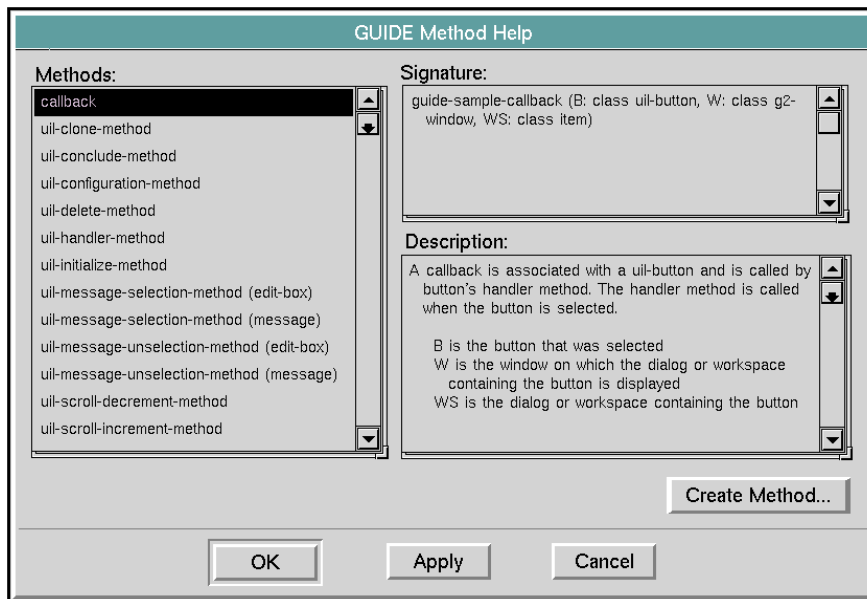 GUIDE Method Help
Methods:
callback
uil-clone-method
uil-conclude-method
uil-configuration-method
uil-delete-method
uil-handler-method
uil-initialize-method
uil-message-selection-method (edit-box)
uil-message-selection-method (message)
uil-message-unselection-method (edit-box)
uil-message-unselection-method (message)
uil-scroll-decrement-method
uil-scroll-increment-method
Signature:
guide-sample-callback (B: class uil-button, W: class g2-
window, WS: class item)
Description:
A callback is associated with a uil-button and is called by
button's handler method. The handler method is called
when the button is selected.
B is the button that was selected
W is the window on which the dialog or workspace
containing the button is displayed
WS is the dialog or workspace containing the button
Create Method...
OK
Apply
Cancel